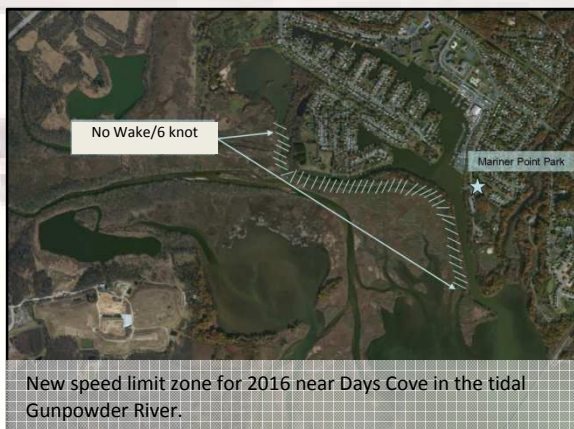 No Wake/6 knot
Mariner Point Park
New speed limit zone for 2016 near Days Cove in the tidal
Gunpowder River.